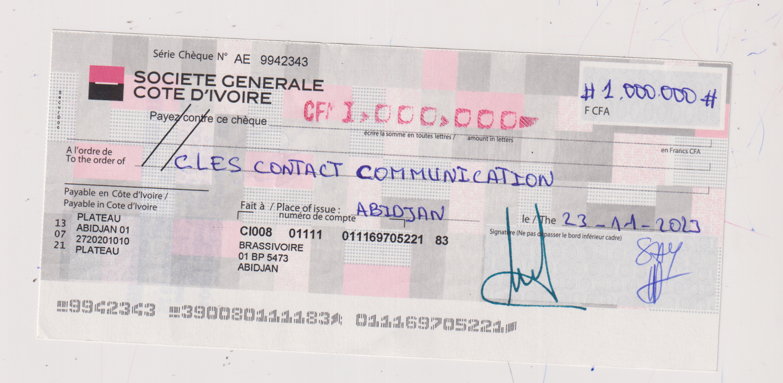 Série Chèque N° AE 9942343
SOCIETE GENERALE
COTE D'IVOIRE
# 1.000.000 #
F CFA
Payez contre ce chèque
CFA 1,000,000
écrire la somme en toutes lettres / amount in letters
en Francs CFA
A l'ordre de
To the order of
CLES CONTACT COMMUNICATION
Payable en Côte d'Ivoire /
Payable in Cote d'Ivoire
Fait à / Place of issue : ABIDJAN
le / The 23-11-2023
numéro de compte
Signature (Ne pas dépasser le bord inférieur cadre)
13 PLATEAU
07 ABIDJAN 01
21 2720201010
PLATEAU
CI008 01111 011169705221 83
BRASSIVOIRE
01 BP 5473
ABIDJAN
9942343 390080111183 011169705221